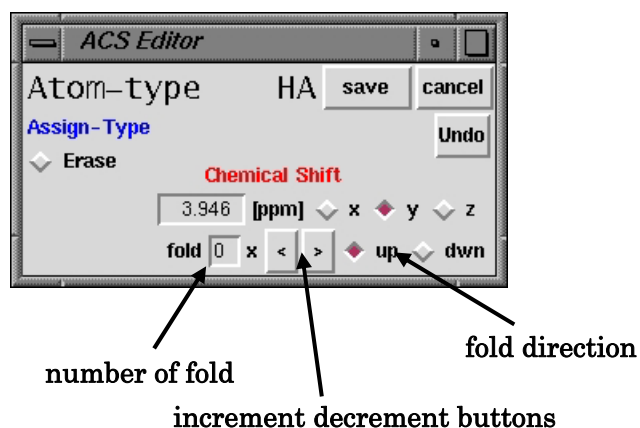 ACS Editor
Atom-type HA save cancel
Assign-Type Undo
Erase
Chemical Shift
3.946 [ppm] x y z
fold 0 x < > up dwn
fold direction
number of fold
increment decrement buttons